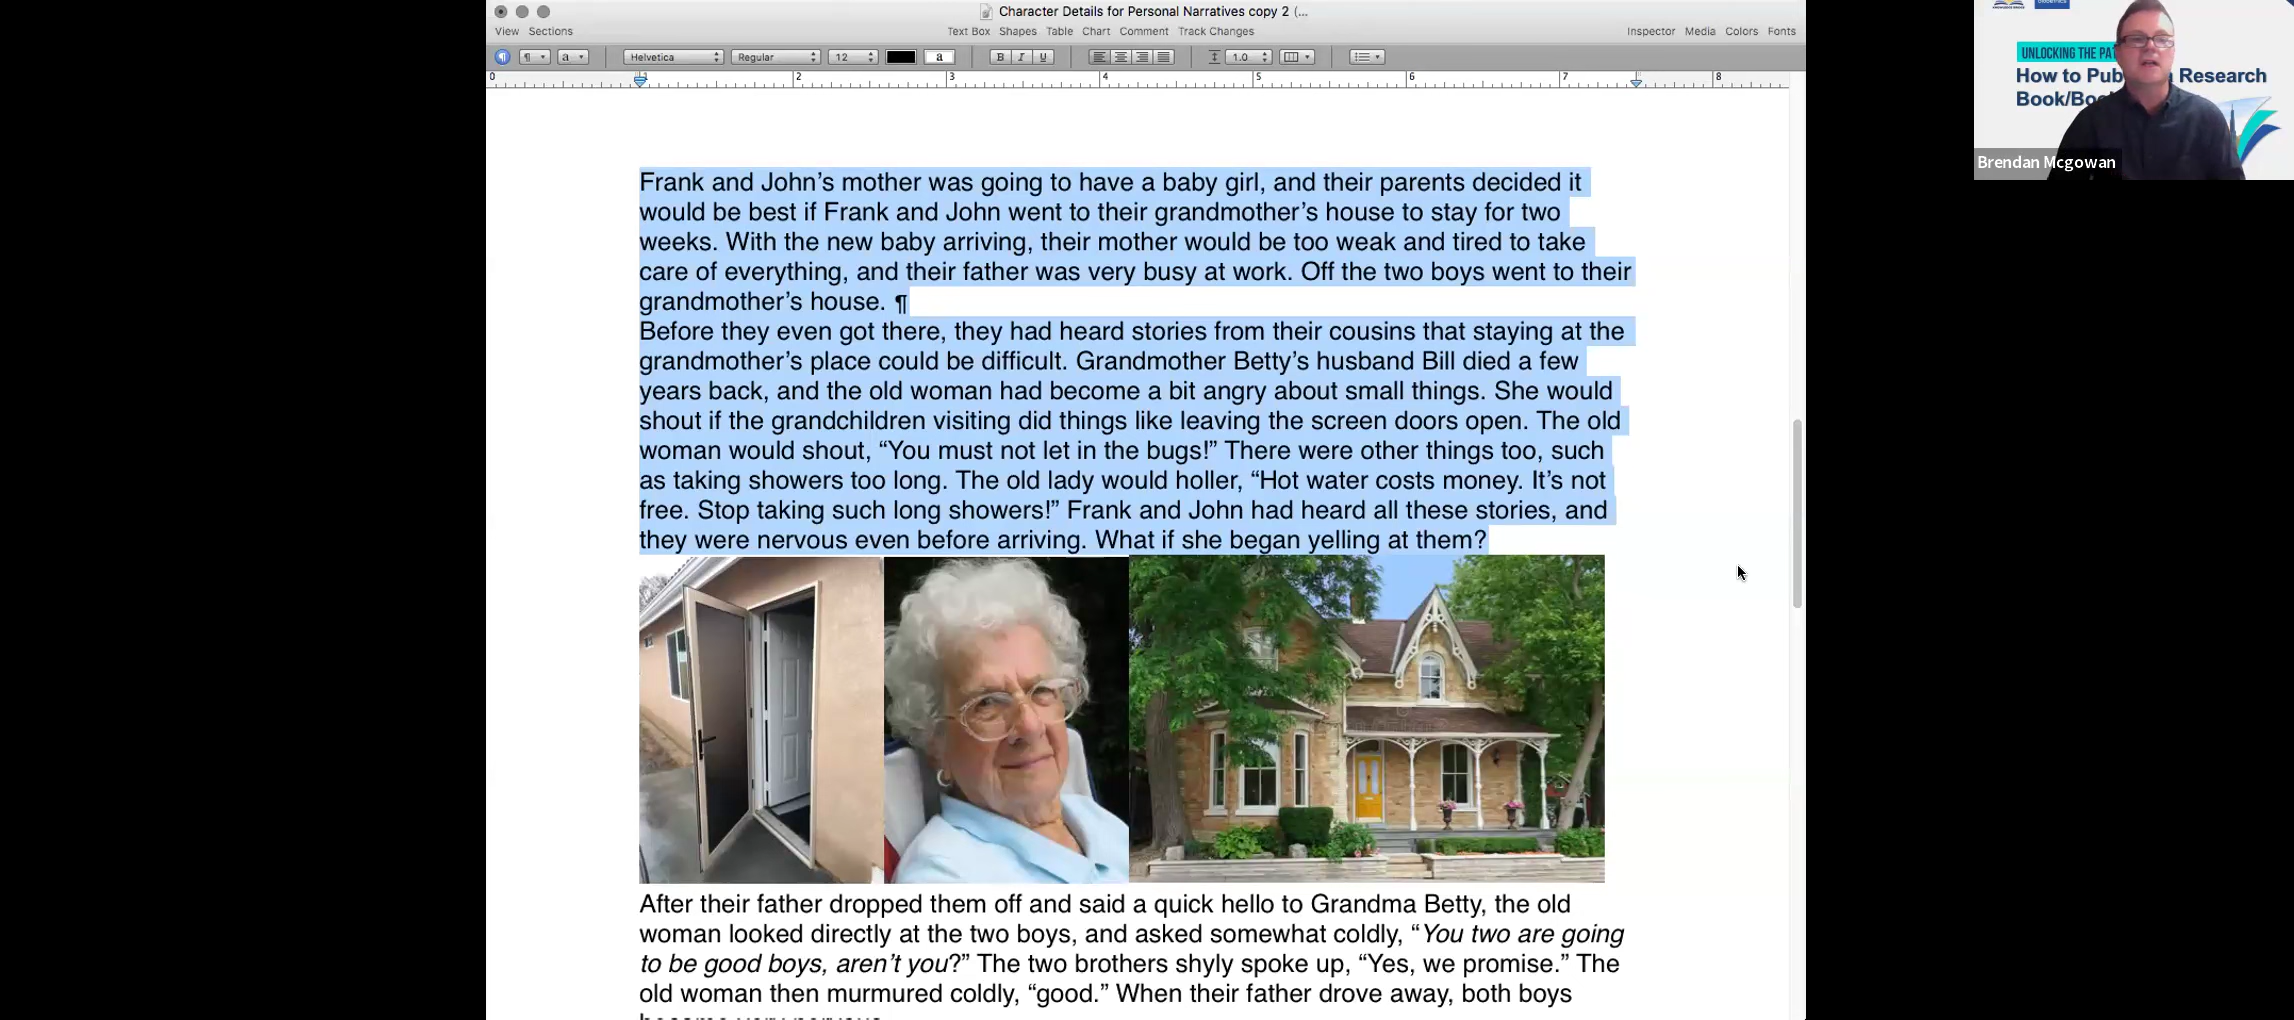 Character Details for Personal Narratives copy 2 (...
View Sections Text Box Shapes Table Chart Comment Track Changes Inspector Media Colors Fonts
¶ a Helvetica Regular 12 a B I U 1.0
0 1 2 3 4 5 6 7 8
Frank and John’s mother was going to have a baby girl, and their parents decided it
would be best if Frank and John went to their grandmother’s house to stay for two
weeks. With the new baby arriving, their mother would be too weak and tired to take
care of everything, and their father was very busy at work. Off the two boys went to their
grandmother’s house. ¶
Before they even got there, they had heard stories from their cousins that staying at the
grandmother’s place could be difficult. Grandmother Betty’s husband Bill died a few
years back, and the old woman had become a bit angry about small things. She would
shout if the grandchildren visiting did things like leaving the screen doors open. The old
woman would shout, “You must not let in the bugs!” There were other things too, such
as taking showers too long. The old lady would holler, “Hot water costs money. It’s not
free. Stop taking such long showers!” Frank and John had heard all these stories, and
they were nervous even before arriving. What if she began yelling at them?
After their father dropped them off and said a quick hello to Grandma Betty, the old
woman looked directly at the two boys, and asked somewhat coldly, “You two are going
to be good boys, aren’t you?” The two brothers shyly spoke up, “Yes, we promise.” The
old woman then murmured coldly, “good.” When their father drove away, both boys
UNLOCKING THE
How to Research
Brendan Mcgowan